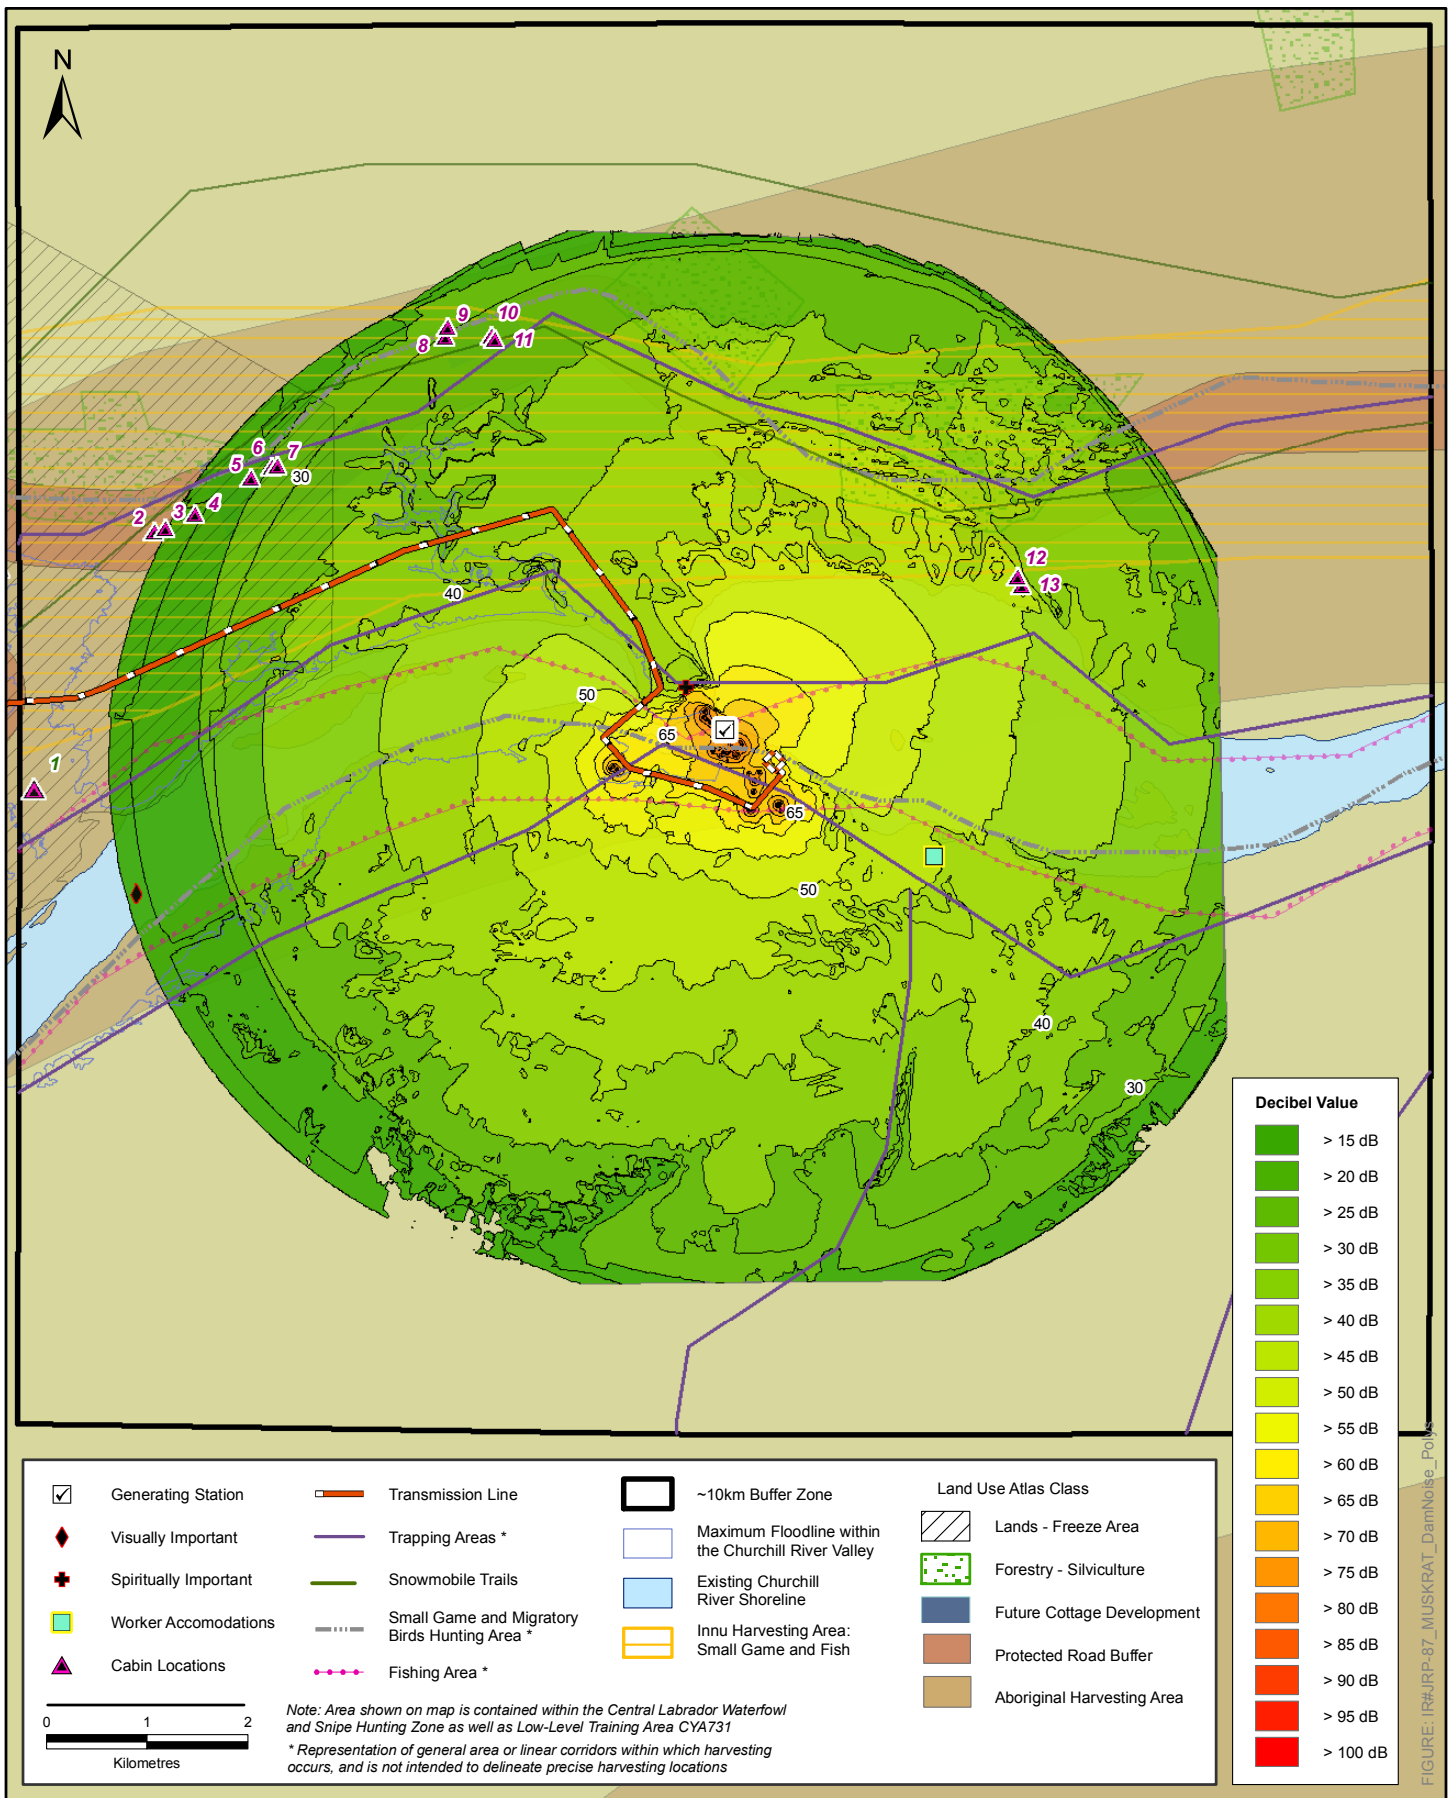 N
9
10
8
11
6
7
5
30
4
3
2
12
13
40
50
65
1
65
50
40
30
Decibel Value
> 15 dB
> 20 dB
> 25 dB
> 30 dB
> 35 dB
> 40 dB
> 45 dB
> 50 dB
> 55 dB
> 60 dB
> 65 dB
> 70 dB
> 75 dB
> 80 dB
> 85 dB
> 90 dB
> 95 dB
> 100 dB
Generating Station
Visually Important
Spiritually Important
Worker Accomodations
Cabin Locations
Transmission Line
Trapping Areas *
Snowmobile Trails
Small Game and Migratory
Birds Hunting Area *
Fishing Area *
~10km Buffer Zone
Maximum Floodline within
the Churchill River Valley
Existing Churchill
River Shoreline
Innu Harvesting Area:
Small Game and Fish
Land Use Atlas Class
Lands - Freeze Area
Forestry - Silviculture
Future Cottage Development
Protected Road Buffer
Aboriginal Harvesting Area
0 1 2
Kilometres
Note: Area shown on map is contained within the Central Labrador Waterfowl
and Snipe Hunting Zone as well as Low-Level Training Area CYA731
* Representation of general area or linear corridors within which harvesting
occurs, and is not intended to delineate precise harvesting locations
FIGURE: IR#JRP-87_MUSKRAT_DamNoise_Polys